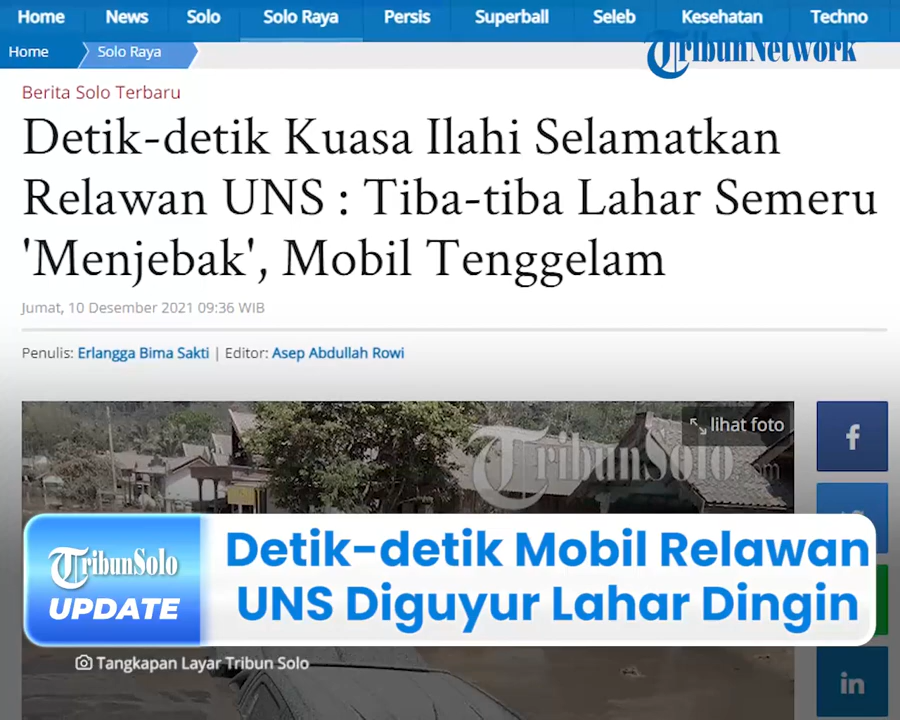 Home News Solo Solo Raya Persis Superball Seleb Kesehatan Techno
Home Solo Raya
TribunNetwork
Berita Solo Terbaru
Detik-detik Kuasa Ilahi Selamatkan
Relawan UNS : Tiba-tiba Lahar Semeru
'Menjebak', Mobil Tenggelam
Jumat, 10 Desember 2021 09:36 WIB
Penulis: Erlangga Bima Sakti | Editor: Asep Abdullah Rowi
lihat foto
TribunSolo.com
TribunSolo
UPDATE
Detik-detik Mobil Relawan
UNS Diguyur Lahar Dingin
Tangkapan Layar Tribun Solo
f
in